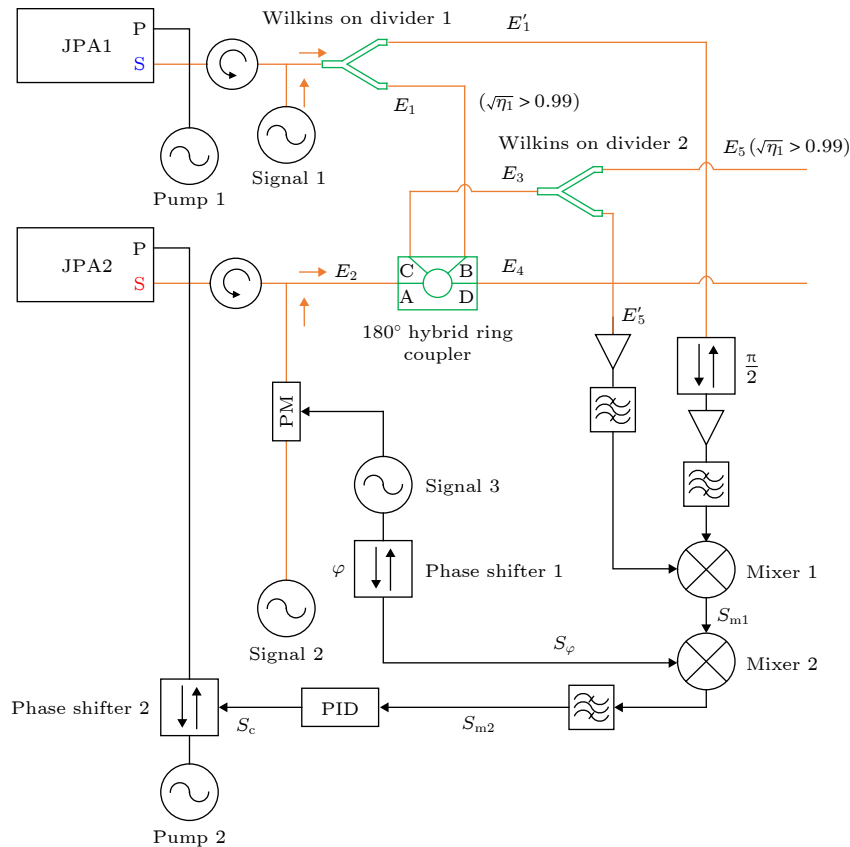 Wilkins on divider 1
E′₁
P
JPA1
S
E₁
(√η₁ > 0.99)
Signal 1
Pump 1
Wilkins on divider 2
E₃
E₅ (√η₁ > 0.99)
P
JPA2
S
E₂
C
B
A
D
E₄
180° hybrid ring
coupler
E′₅
π/2
PM
Signal 3
φ
Phase shifter 1
Mixer 1
Sₘ₁
Signal 2
S_φ
Mixer 2
Phase shifter 2
S_c
PID
Sₘ₂
Pump 2